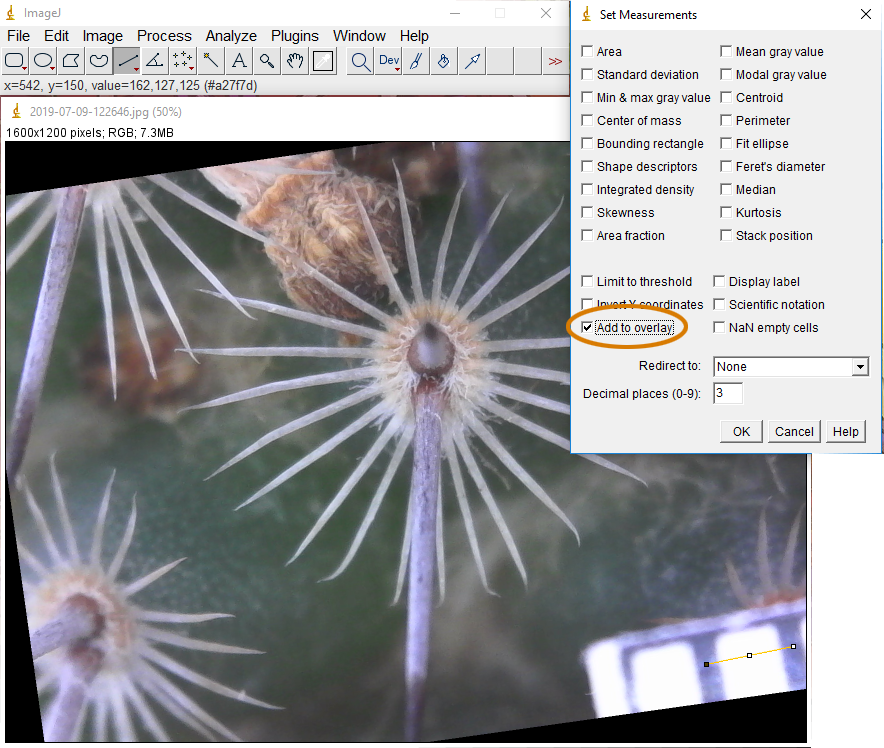 ImageJ
File Edit Image Process Analyze Plugins Window Help
A Dev >>
x=542, y=150, value=162,127,125 (#a27f7d)
2019-07-09-122646.jpg (50%)
1600x1200 pixels; RGB; 7.3MB
Set Measurements
Area Mean gray value
Standard deviation Modal gray value
Min & max gray value Centroid
Center of mass Perimeter
Bounding rectangle Fit ellipse
Shape descriptors Feret's diameter
Integrated density Median
Skewness Kurtosis
Area fraction Stack position
Limit to threshold Display label
Invert Y coordinates Scientific notation
Add to overlay NaN empty cells
Redirect to: None
Decimal places (0-9): 3
OK Cancel Help